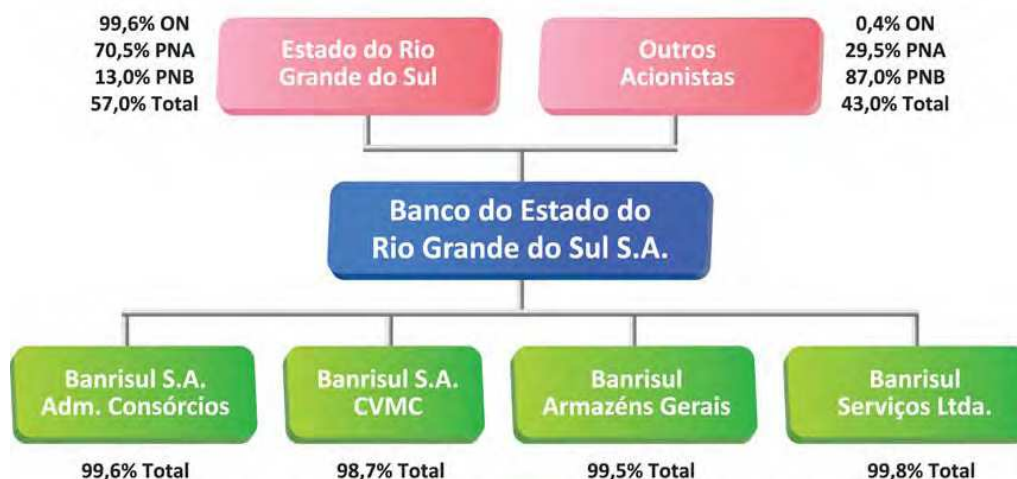 99,6% ON
70,5% PNA
13,0% PNB
57,0% Total
Estado do Rio
Grande do Sul
Outros
Acionistas
0,4% ON
29,5% PNA
87,0% PNB
43,0% Total
Banco do Estado do
Rio Grande do Sul S.A.
Banrisul S.A.
Adm. Consórcios
Banrisul S.A.
CVMC
Banrisul
Armazéns Gerais
Banrisul
Serviços Ltda.
99,6% Total
98,7% Total
99,5% Total
99,8% Total